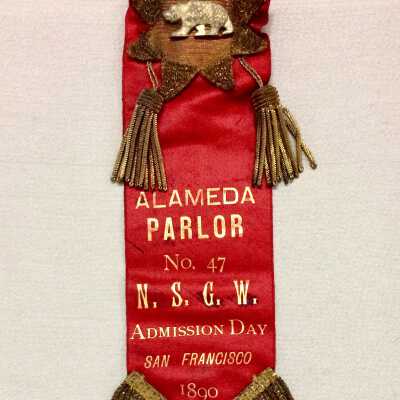 ALAMEDA
PARLOR
No. 47
N. S. G. W.
ADMISSION DAY
SAN FRANCISCO
1890